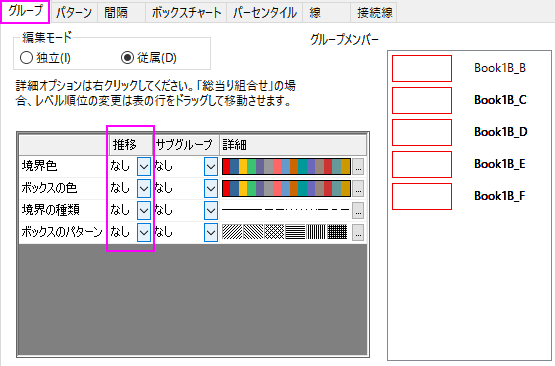 グループ パターン 間隔 ボックスチャート パーセンタイル 線 接続線
編集モード
独立(I) 従属(D)
グループメンバー
詳細オプションは右クリックしてください。「総当り組合せ」の場
合、レベル順位の変更は表の行をドラッグして移動させます。
推移 サブグループ 詳細
境界色 なし なし ...
ボックスの色 なし なし ...
境界の種類 なし なし ...
ボックスのパターン なし なし ...
Book1B_B
Book1B_C
Book1B_D
Book1B_E
Book1B_F